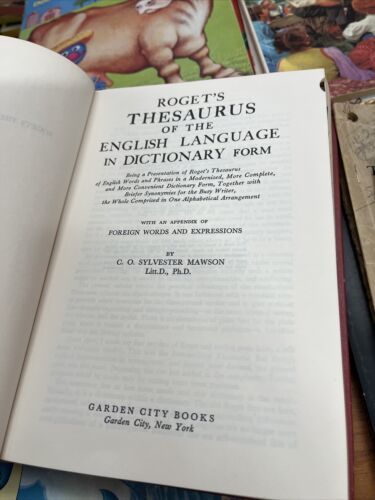 ROGET'S
THESAURUS
OF THE
ENGLISH LANGUAGE
IN DICTIONARY FORM
Being a Presentation of Roget's Thesaurus
of English Words and Phrases in a Modernized, More Complete,
and More Convenient Dictionary Form, Together with
Briefer Synonymies for the Busy Writer,
the Whole Comprised in One Alphabetical Arrangement
WITH AN APPENDIX OF
FOREIGN WORDS AND EXPRESSIONS
BY
C. O. SYLVESTER MAWSON
Litt.D., Ph.D.
GARDEN CITY BOOKS
Garden City, New York